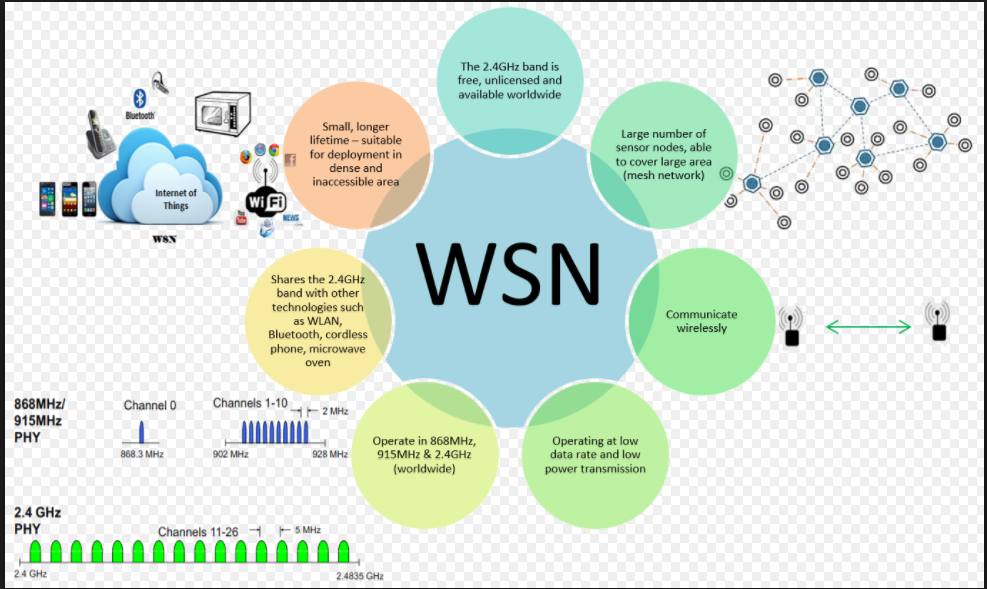 The 2.4GHz band is
free, unlicensed and
available worldwide
Small, longer
lifetime – suitable
for deployment in
dense and
inaccessible area
Large number of
sensor nodes, able
to cover large area
(mesh network)
Bluetooth
Internet of
Things
WSN
WiFi
You
Tube
NEWS
WSN
Shares the 2.4GHz
band with other
technologies such
as WLAN,
Bluetooth, cordless
phone, microwave
oven
Communicate
wirelessly
Operate in 868MHz,
915MHz & 2.4GHz
(worldwide)
Operating at low
data rate and low
power transmission
868MHz/
915MHz
PHY
Channel 0
868.3 MHz
Channels 1-10
2 MHz
902 MHz
928 MHz
2.4 GHz
PHY
Channels 11-26
5 MHz
2.4 GHz
2.4835 GHz